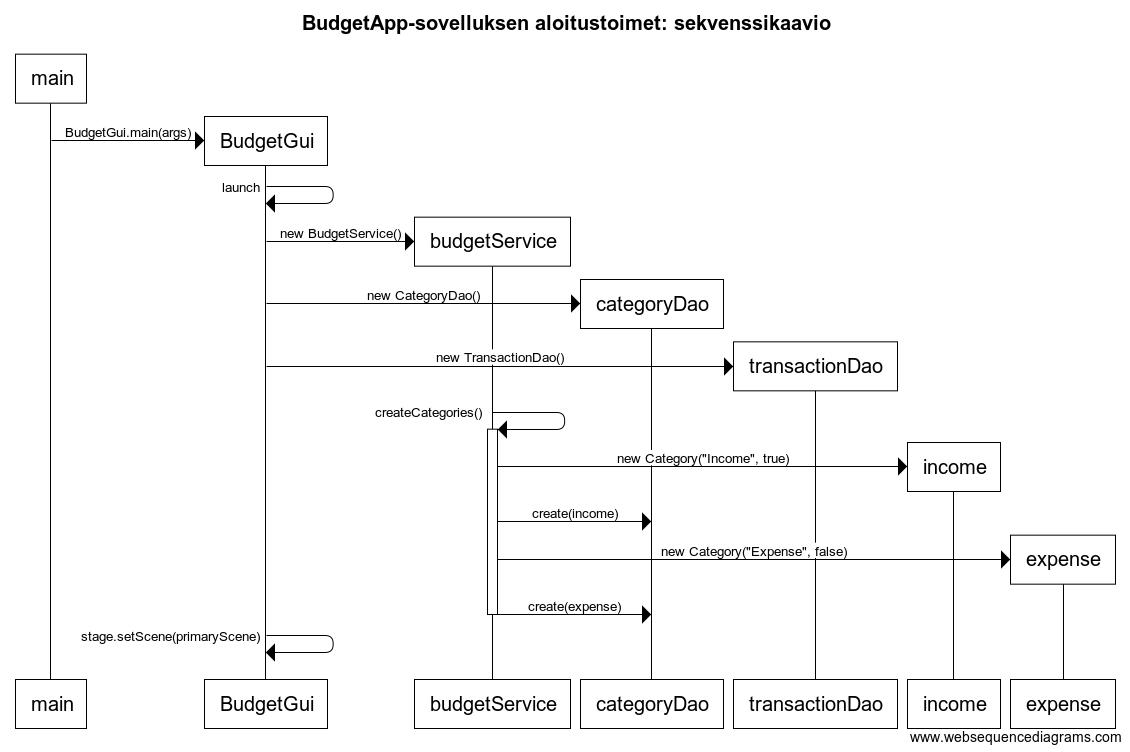 BudgetApp-sovelluksen aloitustoimet: sekvenssikaavio
main
BudgetGui.main(args)
BudgetGui
launch
new BudgetService()
budgetService
new CategoryDao()
categoryDao
new TransactionDao()
transactionDao
createCategories()
new Category("Income", true)
income
create(income)
new Category("Expense", false)
expense
create(expense)
stage.setScene(primaryScene)
main
BudgetGui
budgetService
categoryDao
transactionDao
income
expense
www.websequencediagrams.com